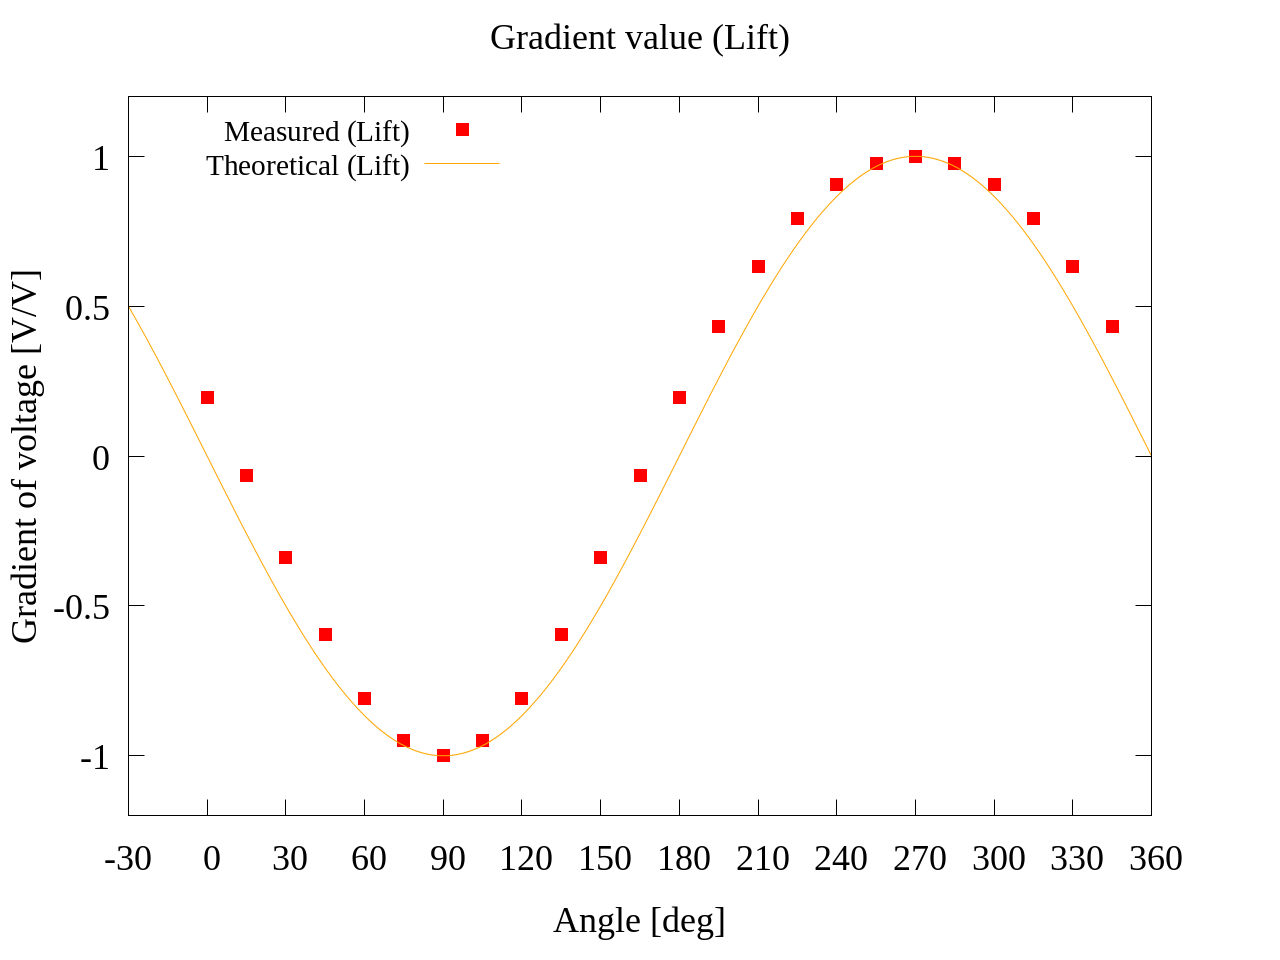 Gradient value (Lift)
Measured (Lift)
Theoretical (Lift)
1
0.5
0
-0.5
-1
Gradient of voltage [V/V]
-30 0 30 60 90 120 150 180 210 240 270 300 330 360
Angle [deg]